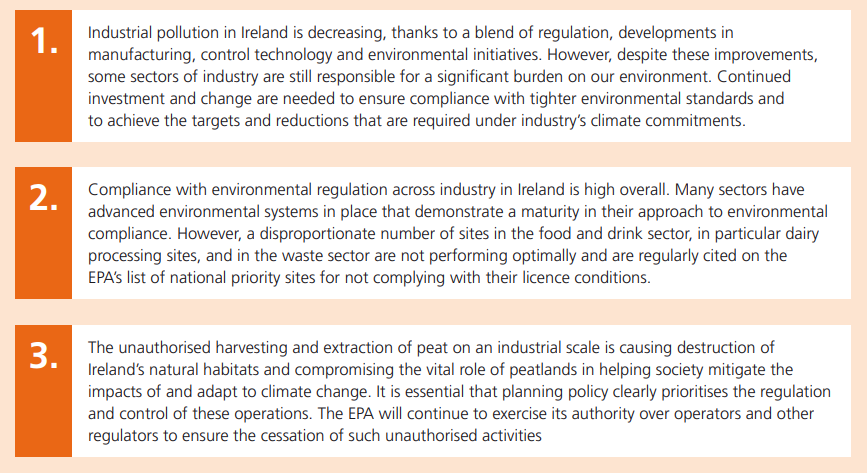 1.
Industrial pollution in Ireland is decreasing, thanks to a blend of regulation, developments in
manufacturing, control technology and environmental initiatives. However, despite these improvements,
some sectors of industry are still responsible for a significant burden on our environment. Continued
investment and change are needed to ensure compliance with tighter environmental standards and
to achieve the targets and reductions that are required under industry’s climate commitments.
2.
Compliance with environmental regulation across industry in Ireland is high overall. Many sectors have
advanced environmental systems in place that demonstrate a maturity in their approach to environmental
compliance. However, a disproportionate number of sites in the food and drink sector, in particular dairy
processing sites, and in the waste sector are not performing optimally and are regularly cited on the
EPA’s list of national priority sites for not complying with their licence conditions.
3.
The unauthorised harvesting and extraction of peat on an industrial scale is causing destruction of
Ireland’s natural habitats and compromising the vital role of peatlands in helping society mitigate the
impacts of and adapt to climate change. It is essential that planning policy clearly prioritises the regulation
and control of these operations. The EPA will continue to exercise its authority over operators and other
regulators to ensure the cessation of such unauthorised activities